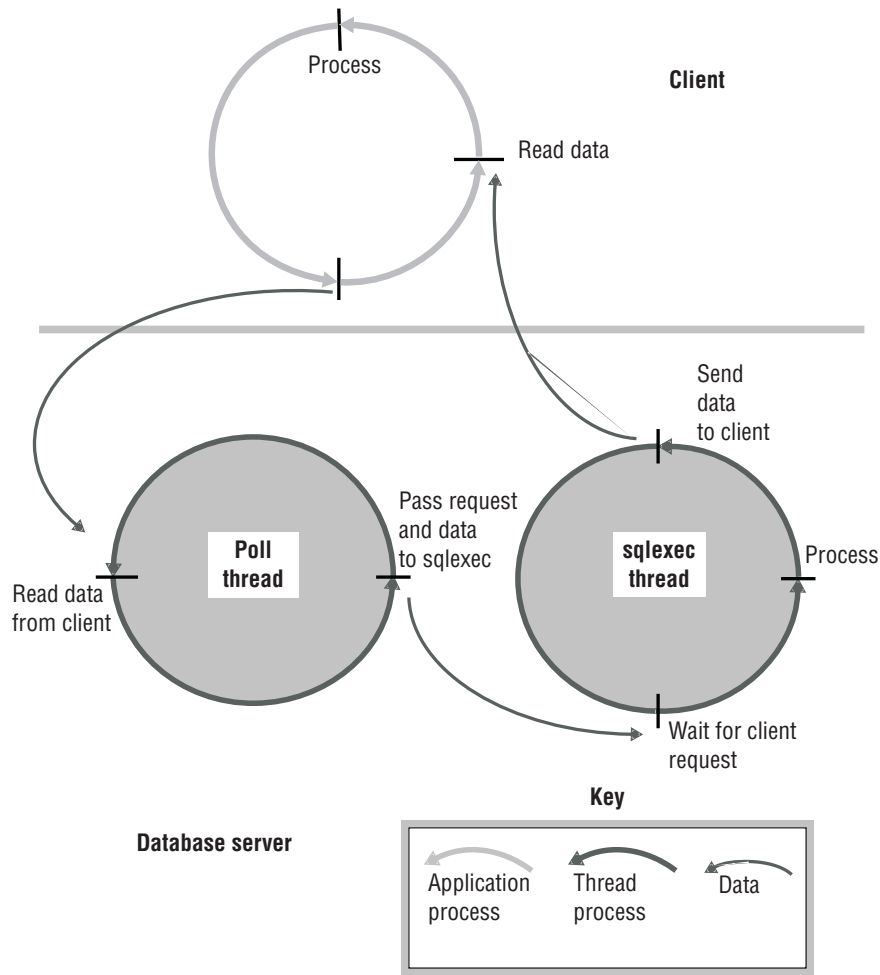 Process
Client
Read data
Send
data
to client
Pass request
and data
to sqlexec
Poll
thread
sqlexec
thread
Process
Read data
from client
Wait for client
request
Key
Database server
Application
process
Thread
process
Data